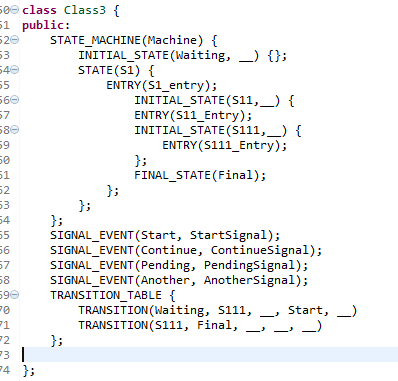 class Class3 {
public:
STATE_MACHINE(Machine) {
INITIAL_STATE(Waiting, __) {};
STATE(S1) {
ENTRY(S1_entry);
INITIAL_STATE(S11,__) {
ENTRY(S11_Entry);
INITIAL_STATE(S111,__) {
ENTRY(S111_Entry);
};
FINAL_STATE(Final);
};
};
};
SIGNAL_EVENT(Start, StartSignal);
SIGNAL_EVENT(Continue, ContinueSignal);
SIGNAL_EVENT(Pending, PendingSignal);
SIGNAL_EVENT(Another, AnotherSignal);
TRANSITION_TABLE {
TRANSITION(Waiting, S111, __, Start, __)
TRANSITION(S111, Final, __, __, __)
};
};